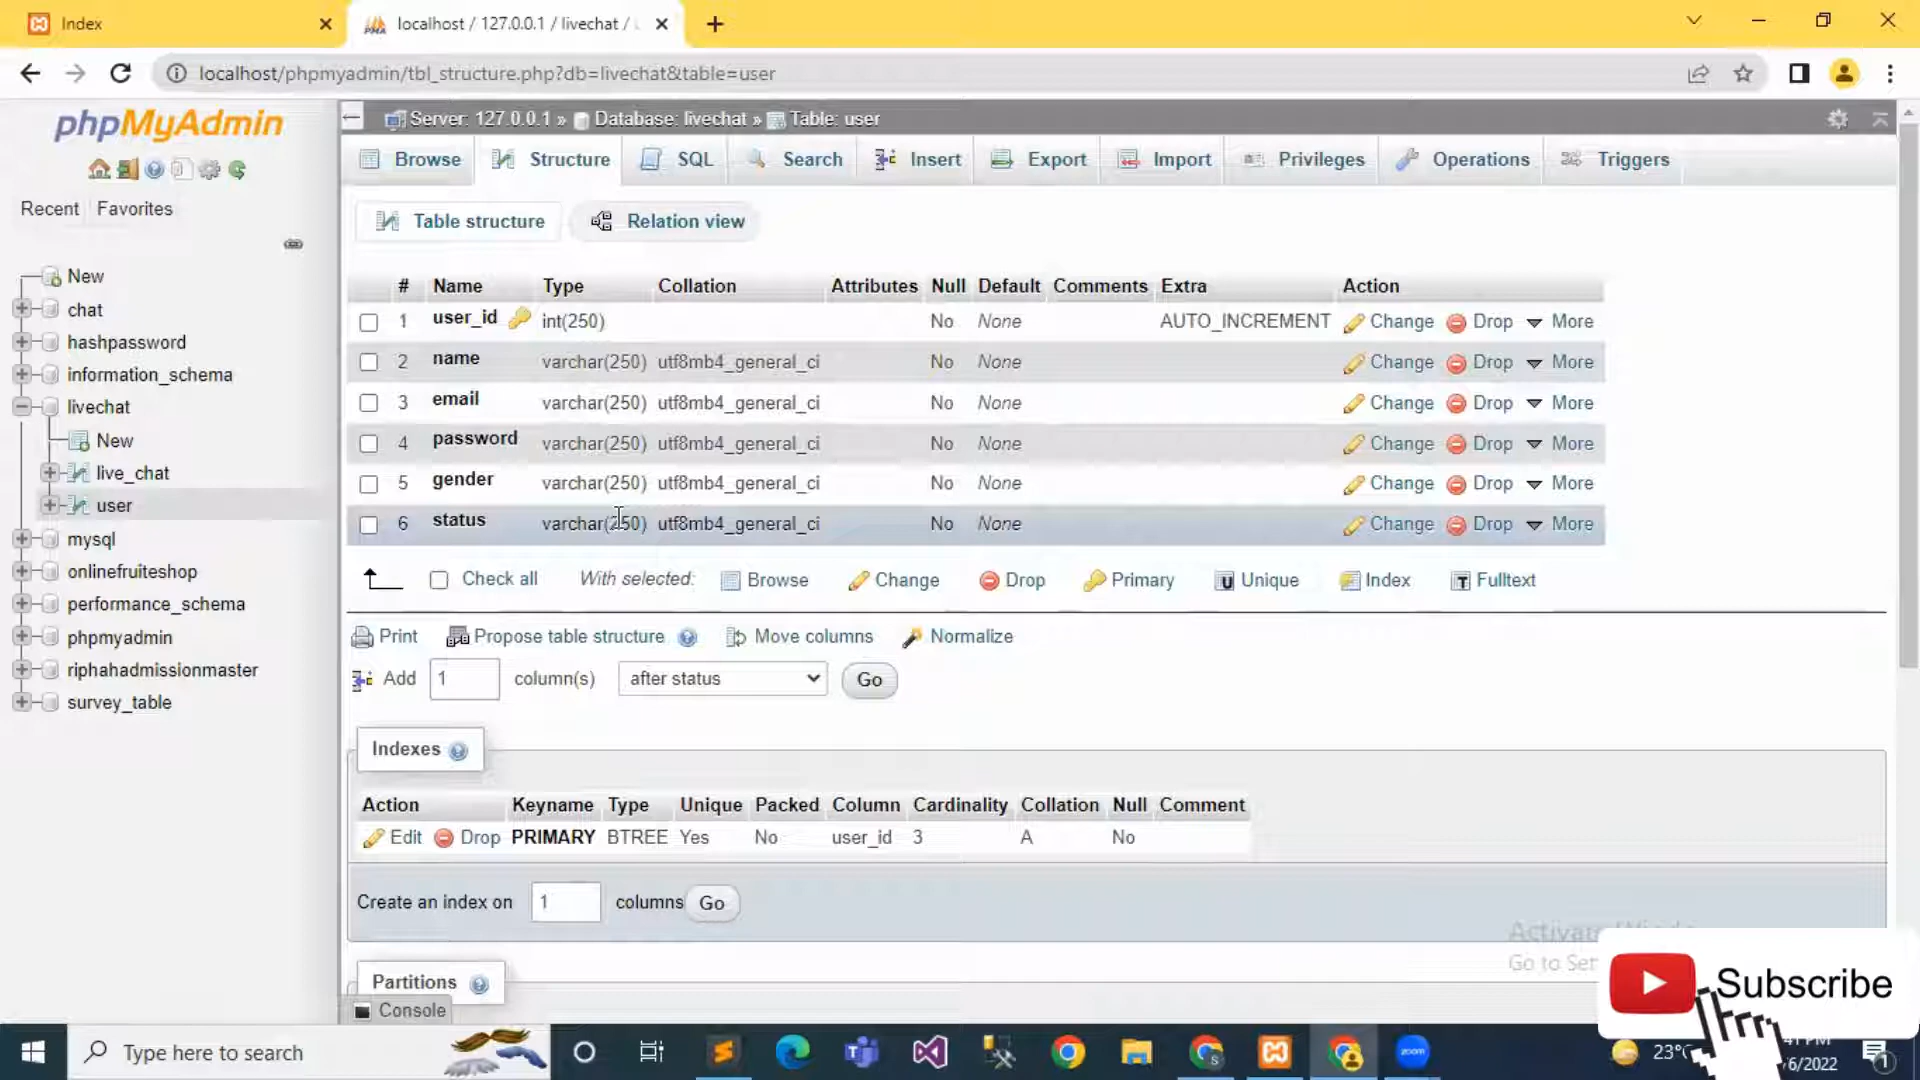 Index
localhost / 127.0.0.1 / livechat /
localhost/phpmyadmin/tbl_structure.php?db=livechat&table=user
phpMyAdmin
Recent Favorites
New
chat
hashpassword
information_schema
livechat
New
live_chat
user
mysql
onlinefruiteshop
performance_schema
phpmyadmin
riphahadmissionmaster
survey_table
Server: 127.0.0.1 » Database: livechat » Table: user
Browse Structure SQL Search Insert Export Import Privileges Operations Triggers
Table structure Relation view
# Name Type Collation Attributes Null Default Comments Extra Action
1 user_id int(250) No None AUTO_INCREMENT Change Drop More
2 name varchar(250) utf8mb4_general_ci No None Change Drop More
3 email varchar(250) utf8mb4_general_ci No None Change Drop More
4 password varchar(250) utf8mb4_general_ci No None Change Drop More
5 gender varchar(250) utf8mb4_general_ci No None Change Drop More
6 status varchar(250) utf8mb4_general_ci No None Change Drop More
Check all With selected: Browse Change Drop Primary Unique Index Fulltext
Print Propose table structure Move columns Normalize
Add 1 column(s) after status Go
Indexes
Action Keyname Type Unique Packed Column Cardinality Collation Null Comment
Edit Drop PRIMARY BTREE Yes No user_id 3 A No
Create an index on 1 columns Go
Partitions
Console
Go to
Subscribe
Type here to search
zoom
23°
PM
/6/2022
1